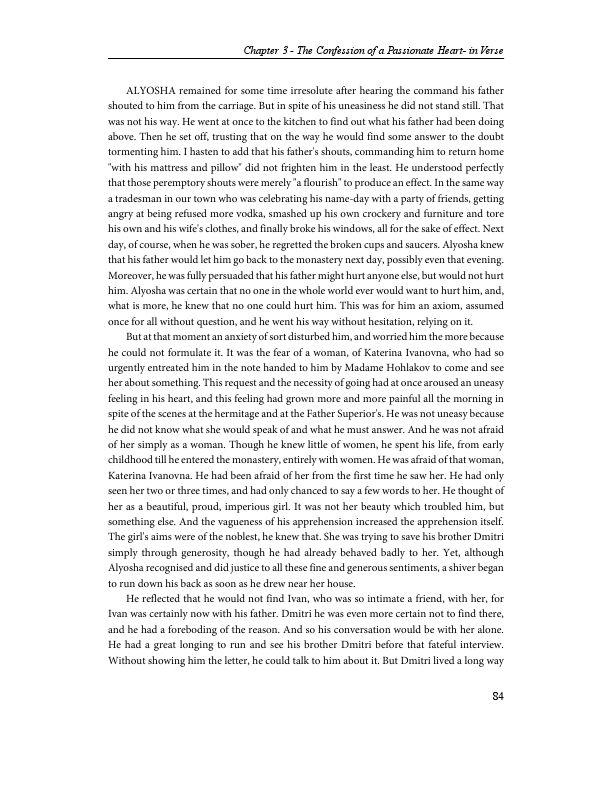 Chapter 3 - The Confession of a Passionate Heart- in Verse
ALYOSHA remained for some time irresolute after hearing the command his father
shouted to him from the carriage. But in spite of his uneasiness he did not stand still. That
was not his way. He went at once to the kitchen to find out what his father had been doing
above. Then he set off, trusting that on the way he would find some answer to the doubt
tormenting him. I hasten to add that his father's shouts, commanding him to return home
"with his mattress and pillow" did not frighten him in the least. He understood perfectly
that those peremptory shouts were merely "a flourish" to produce an effect. In the same way
a tradesman in our town who was celebrating his name-day with a party of friends, getting
angry at being refused more vodka, smashed up his own crockery and furniture and tore
his own and his wife's clothes, and finally broke his windows, all for the sake of effect. Next
day, of course, when he was sober, he regretted the broken cups and saucers. Alyosha knew
that his father would let him go back to the monastery next day, possibly even that evening.
Moreover, he was fully persuaded that his father might hurt anyone else, but would not hurt
him. Alyosha was certain that no one in the whole world ever would want to hurt him, and,
what is more, he knew that no one could hurt him. This was for him an axiom, assumed
once for all without question, and he went his way without hesitation, relying on it.
But at that moment an anxiety of sort disturbed him, and worried him the more because
he could not formulate it. It was the fear of a woman, of Katerina Ivanovna, who had so
urgently entreated him in the note handed to him by Madame Hohlakov to come and see
her about something. This request and the necessity of going had at once aroused an uneasy
feeling in his heart, and this feeling had grown more and more painful all the morning in
spite of the scenes at the hermitage and at the Father Superior's. He was not uneasy because
he did not know what she would speak of and what he must answer. And he was not afraid
of her simply as a woman. Though he knew little of women, he spent his life, from early
childhood till he entered the monastery, entirely with women. He was afraid of that woman,
Katerina Ivanovna. He had been afraid of her from the first time he saw her. He had only
seen her two or three times, and had only chanced to say a few words to her. He thought of
her as a beautiful, proud, imperious girl. It was not her beauty which troubled him, but
something else. And the vagueness of his apprehension increased the apprehension itself.
The girl's aims were of the noblest, he knew that. She was trying to save his brother Dmitri
simply through generosity, though he had already behaved badly to her. Yet, although
Alyosha recognised and did justice to all these fine and generous sentiments, a shiver began
to run down his back as soon as he drew near her house.
He reflected that he would not find Ivan, who was so intimate a friend, with her, for
Ivan was certainly now with his father. Dmitri he was even more certain not to find there,
and he had a foreboding of the reason. And so his conversation would be with her alone.
He had a great longing to run and see his brother Dmitri before that fateful interview.
Without showing him the letter, he could talk to him about it. But Dmitri lived a long way
84